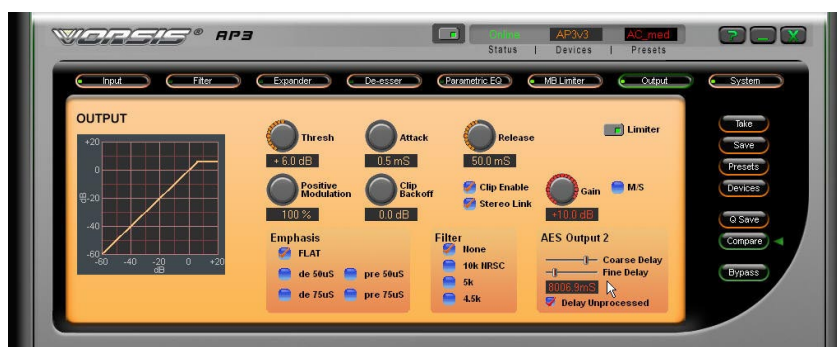 VORSIS® AP3
Online AP3v3 AC_med
Status | Devices | Presets
? _ X
Input Filter Expander De-esser Parametric EQ MB Limiter Output System
OUTPUT
+20
0
-20
-40
-60
dB
-60 -40 -20 0 +20
dB
Thresh Attack Release Limiter
+ 6.0 dB 0.5 mS 50.0 mS
Positive Modulation Clip Backoff Clip Enable Gain M/S
Stereo Link
100 % 0.0 dB +10.0 dB
Emphasis
FLAT
de 50uS pre 50uS
de 75uS pre 75uS
Filter
None
10k NRSC
5k
4.5k
AES Output 2
Coarse Delay
Fine Delay
8006.9mS
Delay Unprocessed
Take
Save
Presets
Devices
Q Save
Compare
Bypass